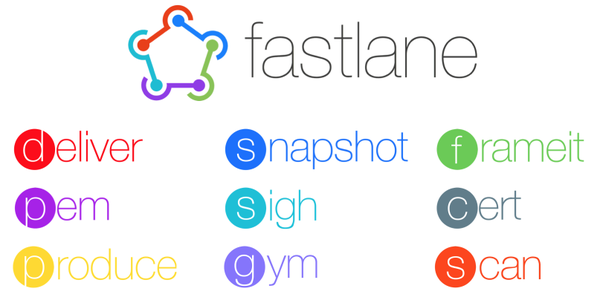 fastlane
deliver snapshot frameit
pem sigh cert
produce gym scan